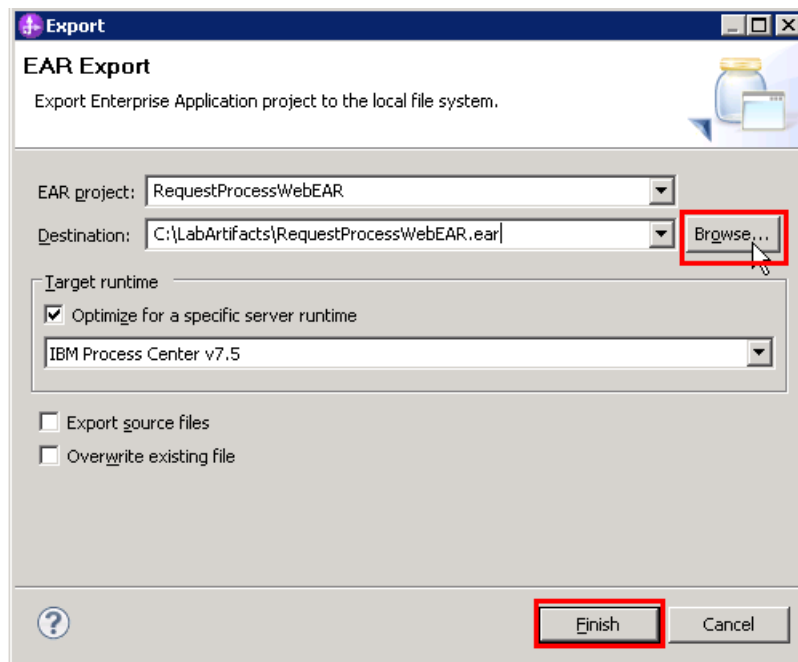 Export
EAR Export
Export Enterprise Application project to the local file system.
EAR project: RequestProcessWebEAR
Destination: C:\LabArtifacts\RequestProcessWebEAR.ear Browse...
Target runtime
Optimize for a specific server runtime
IBM Process Center v7.5
Export source files
Overwrite existing file
? Finish Cancel